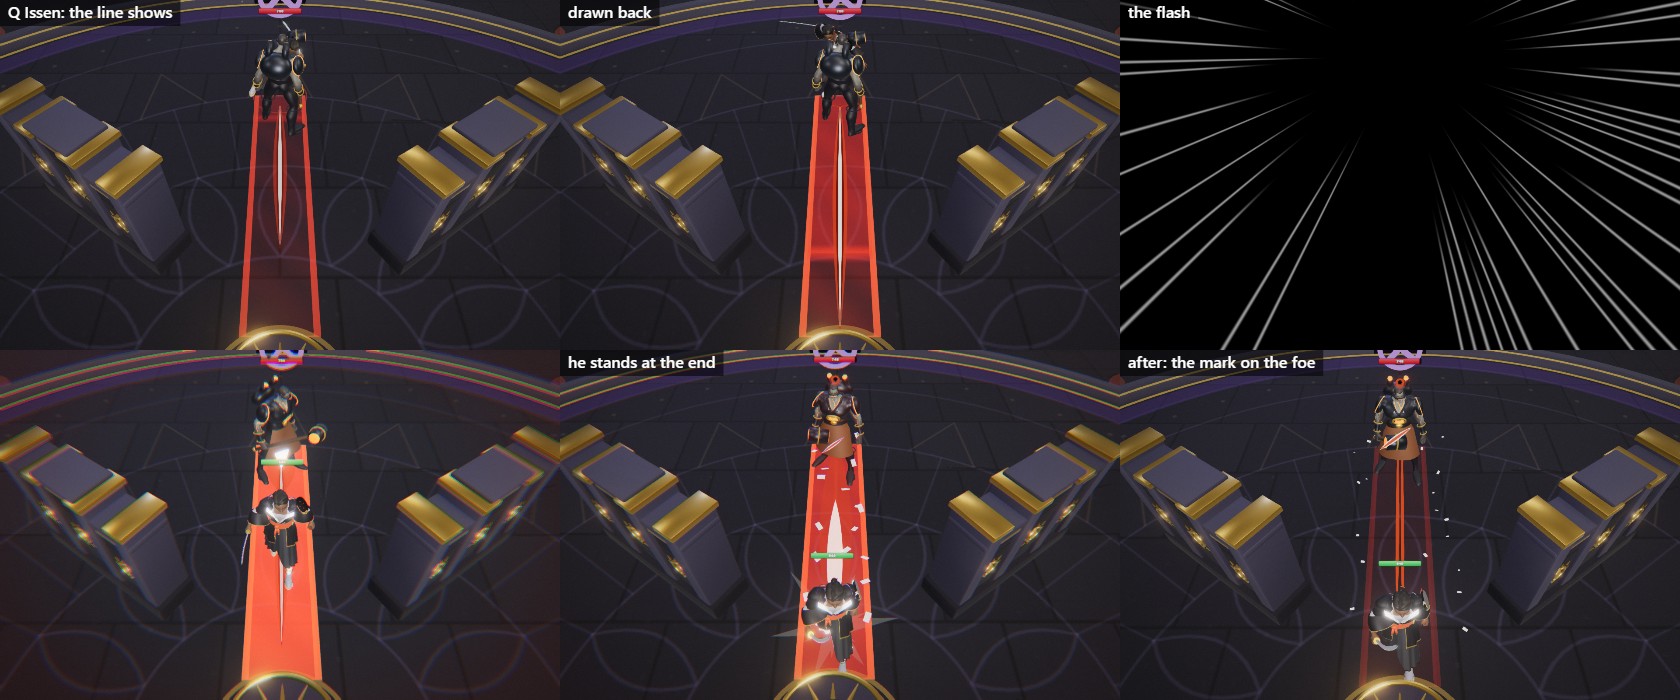 Q Issen: the line shows
drawn back
the flash
he stands at the end
after: the mark on the foe